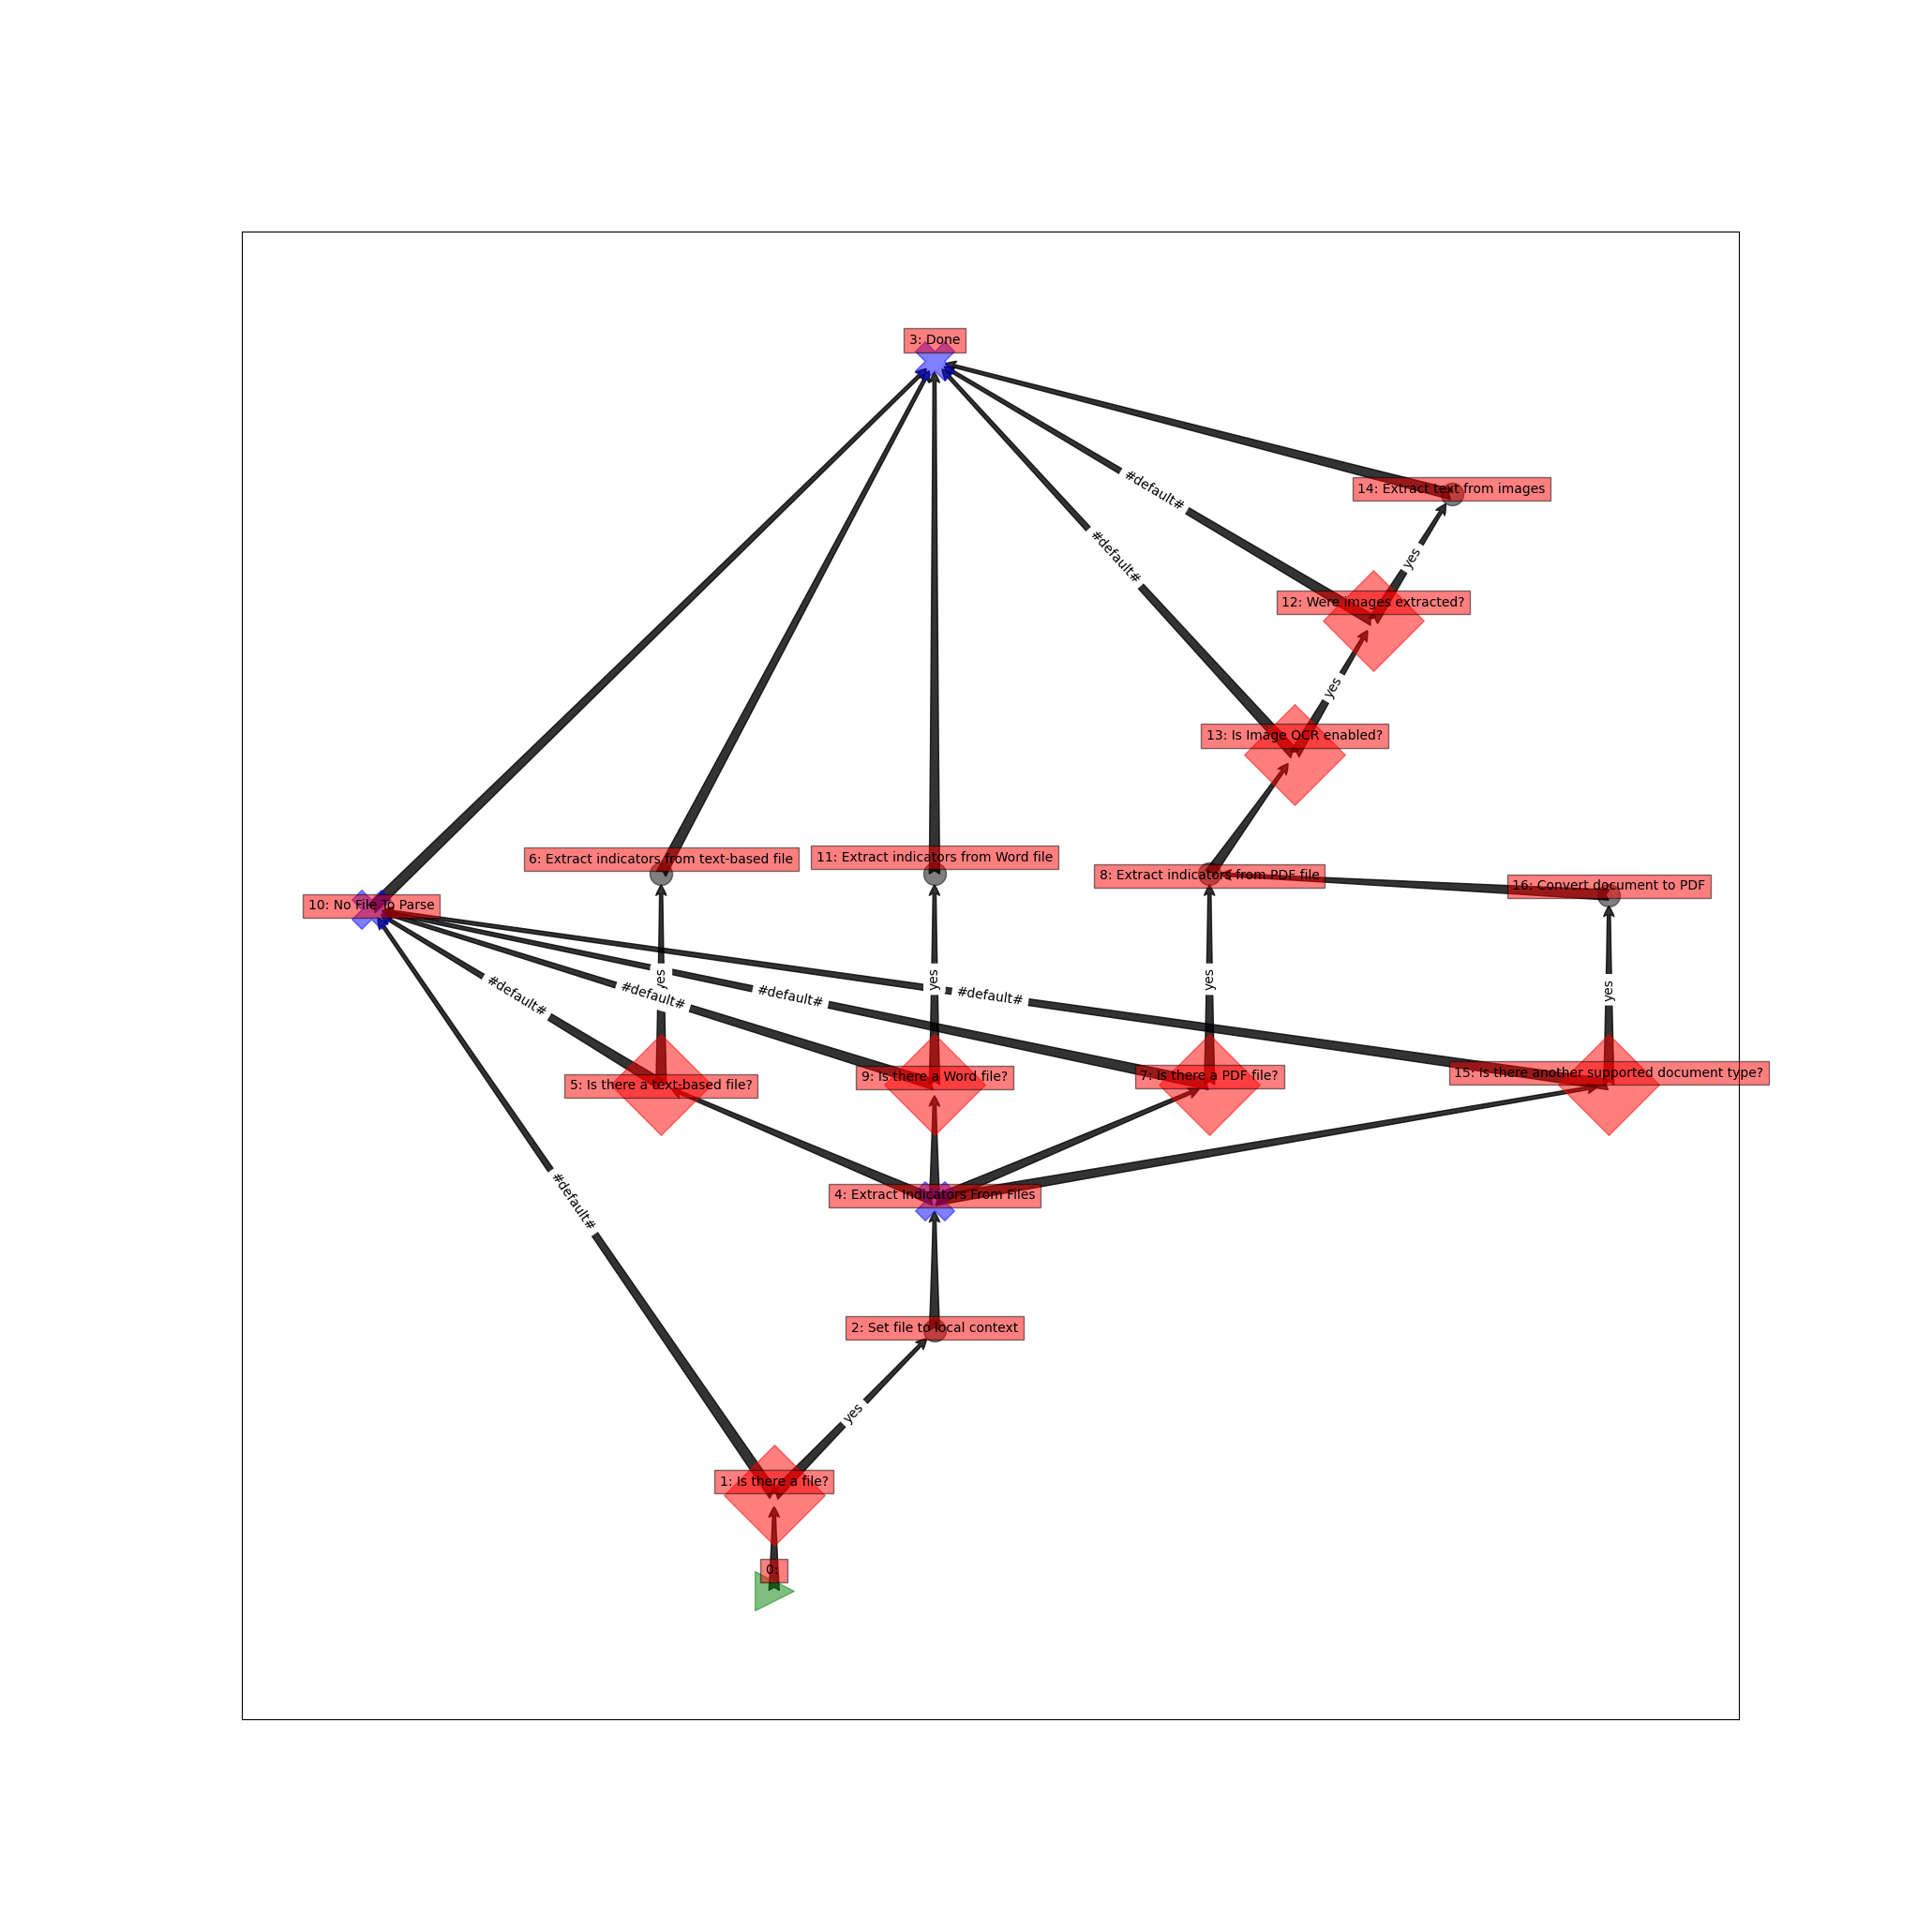 3: Done
14: Extract text from images
#default#
#default#
yes
12: Were images extracted?
yes
13: Is Image OCR enabled?
6: Extract indicators from text-based file
11: Extract indicators from Word file
8: Extract indicators from PDF file
16: Convert document to PDF
10: No File To Parse
yes
yes
yes
yes
#default#
#default#
#default#
#default#
5: Is there a text-based file?
9: Is there a Word file?
7: Is there a PDF file?
15: Is there another supported document type?
4: Extract Indicators From Files
#default#
2: Set file to local context
yes
1: Is there a file?
0: